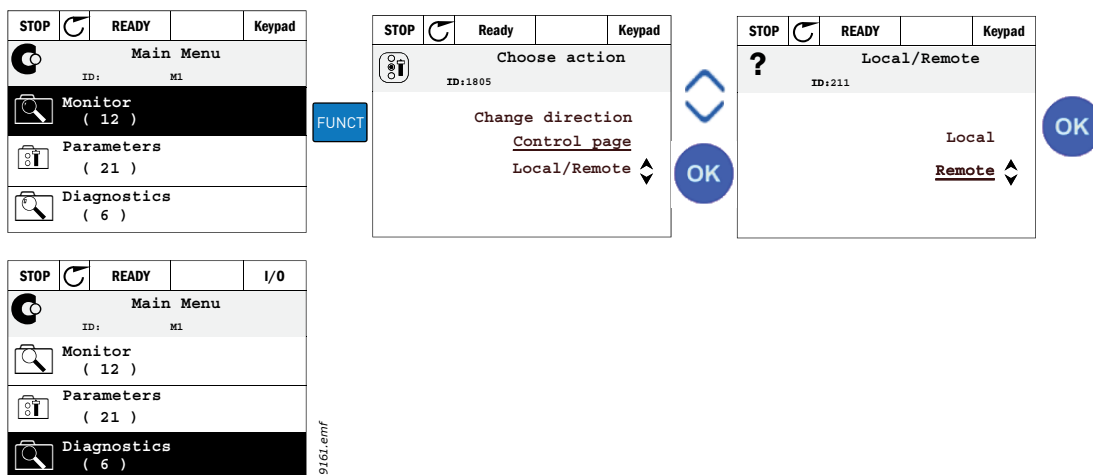 STOP READY Keypad
Main Menu
ID: M1
Monitor
( 12 )
Parameters
( 21 )
Diagnostics
( 6 )
FUNCT
STOP Ready Keypad
Choose action
ID:1805
Change direction
Control page
Local/Remote
OK
STOP READY Keypad
? Local/Remote
ID:211
Local
Remote
OK
STOP READY I/O
Main Menu
ID: M1
Monitor
( 12 )
Parameters
( 21 )
Diagnostics
( 6 )
9161.emf